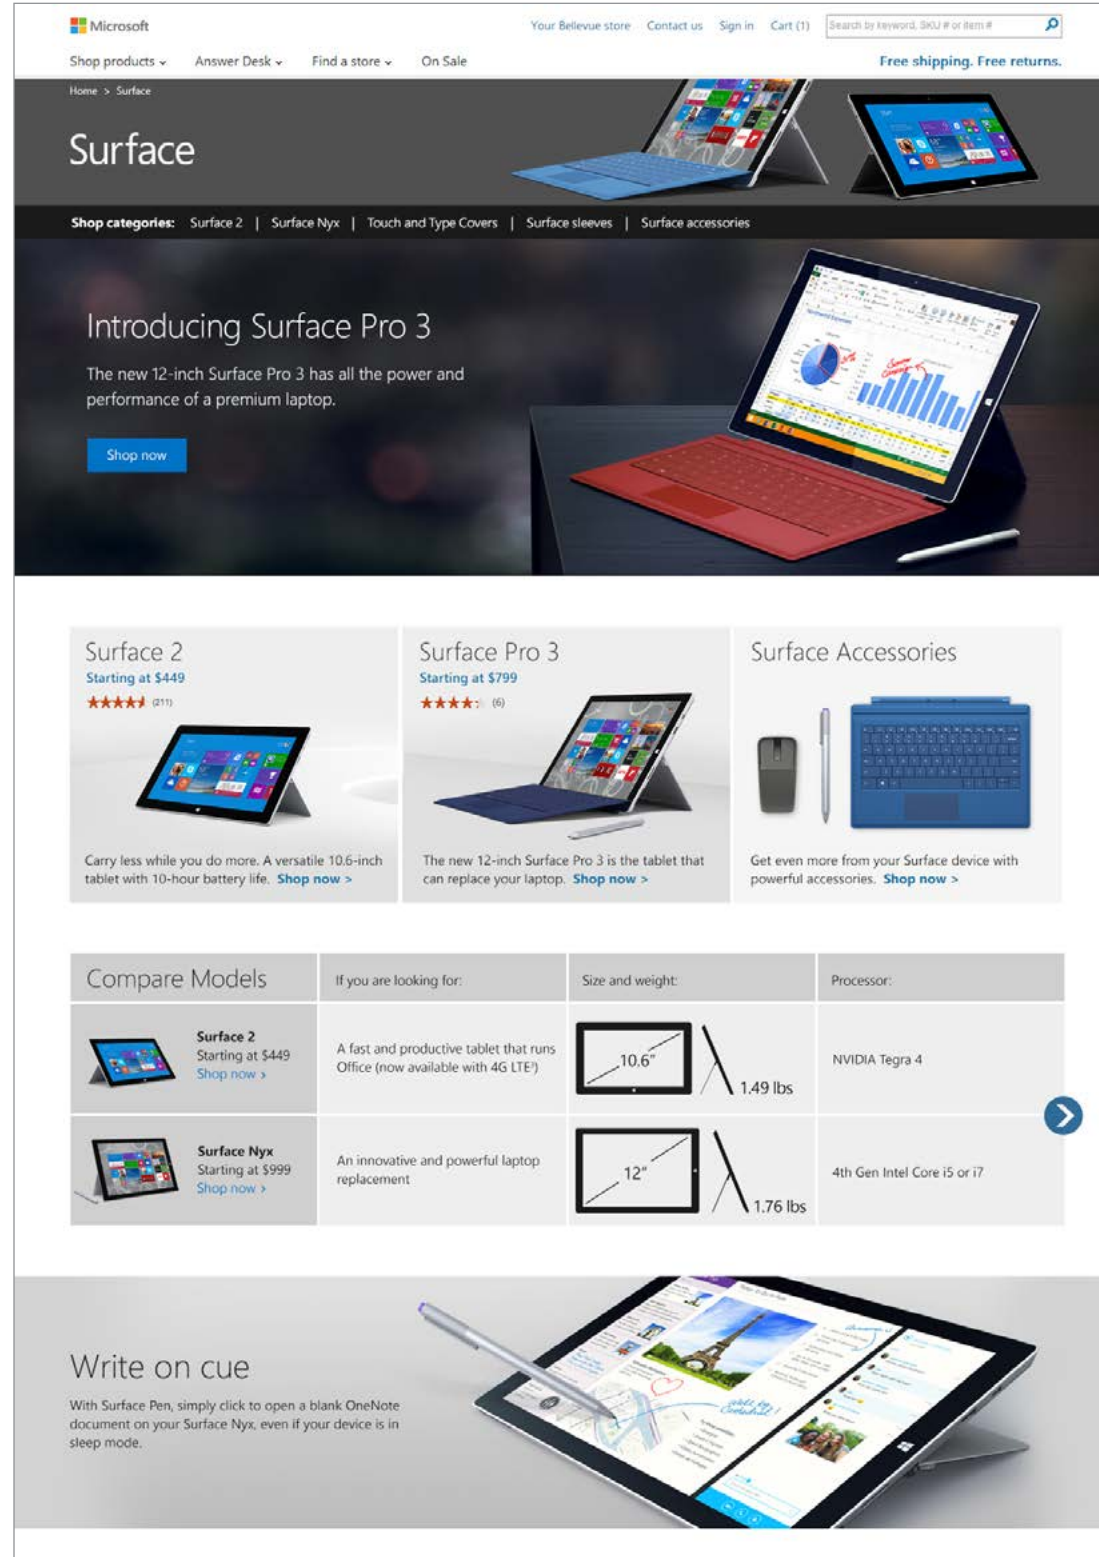 Microsoft
Your Bellevue store Contact us Sign in Cart (1) Search by keyword, SKU # or item #
Shop products Answer Desk Find a store On Sale Free shipping. Free returns.
Home > Surface
Surface
Shop categories: Surface 2 | Surface Nyx | Touch and Type Covers | Surface sleeves | Surface accessories
Introducing Surface Pro 3
The new 12-inch Surface Pro 3 has all the power and
performance of a premium laptop.
Shop now
Surface 2
Starting at $449
(211)
Carry less while you do more. A versatile 10.6-inch
tablet with 10-hour battery life. Shop now >
Surface Pro 3
Starting at $799
(6)
The new 12-inch Surface Pro 3 is the tablet that
can replace your laptop. Shop now >
Surface Accessories
Get even more from your Surface device with
powerful accessories. Shop now >
Compare Models If you are looking for: Size and weight: Processor:
Surface 2
Starting at $449
Shop now >
A fast and productive tablet that runs
Office (now available with 4G LTE²)
10.6"
1.49 lbs
NVIDIA Tegra 4
Surface Nyx
Starting at $999
Shop now >
An innovative and powerful laptop
replacement
12"
1.76 lbs
4th Gen Intel Core i5 or i7
Write on cue
With Surface Pen, simply click to open a blank OneNote
document on your Surface Nyx, even if your device is in
sleep mode.